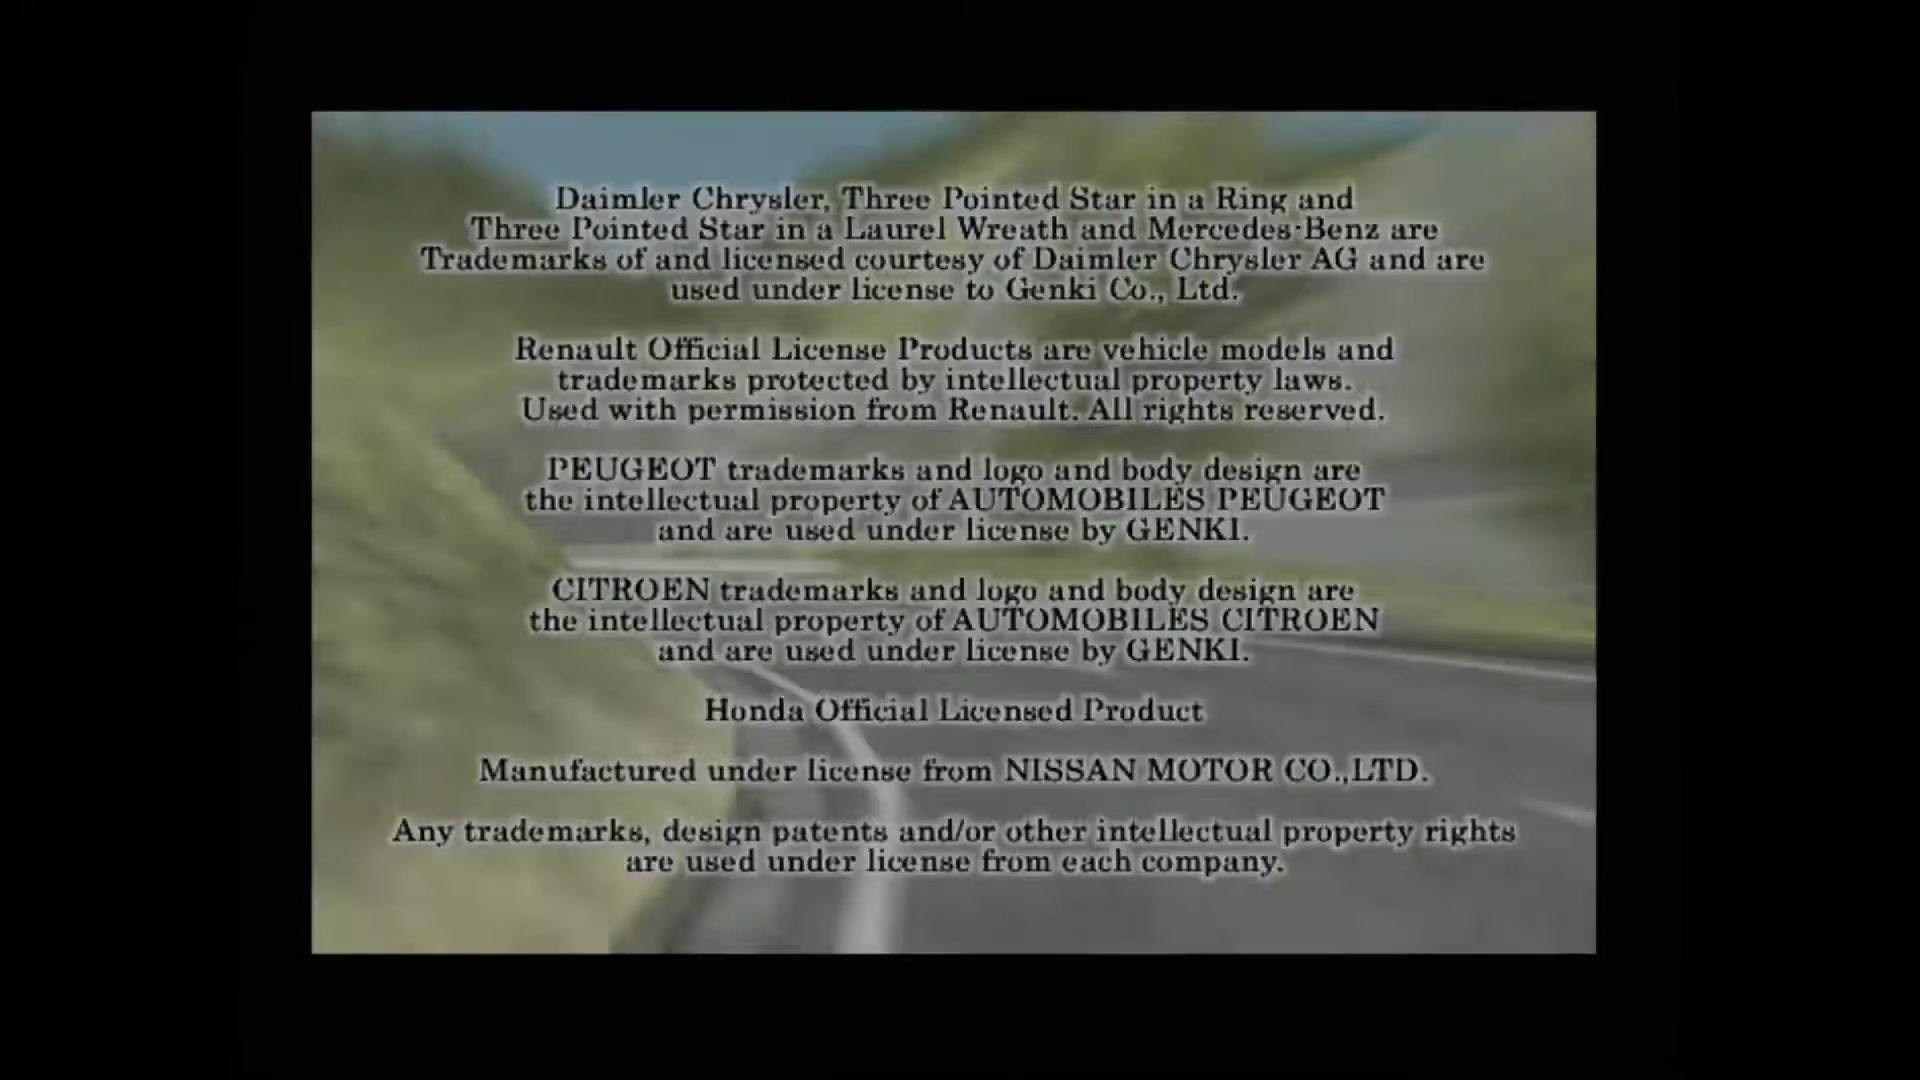 Daimler Chrysler, Three Pointed Star in a Ring and
Three Pointed Star in a Laurel Wreath and Mercedes-Benz are
Trademarks of and licensed courtesy of Daimler Chrysler AG and are
used under license to Genki Co., Ltd.
Renault Official License Products are vehicle models and
trademarks protected by intellectual property laws.
Used with permission from Renault. All rights reserved.
PEUGEOT trademarks and logo and body design are
the intellectual property of AUTOMOBILES PEUGEOT
and are used under license by GENKI.
CITROEN trademarks and logo and body design are
the intellectual property of AUTOMOBILES CITROEN
and are used under license by GENKI.
Honda Official Licensed Product
Manufactured under license from NISSAN MOTOR CO.,LTD.
Any trademarks, design patents and/or other intellectual property rights
are used under license from each company.